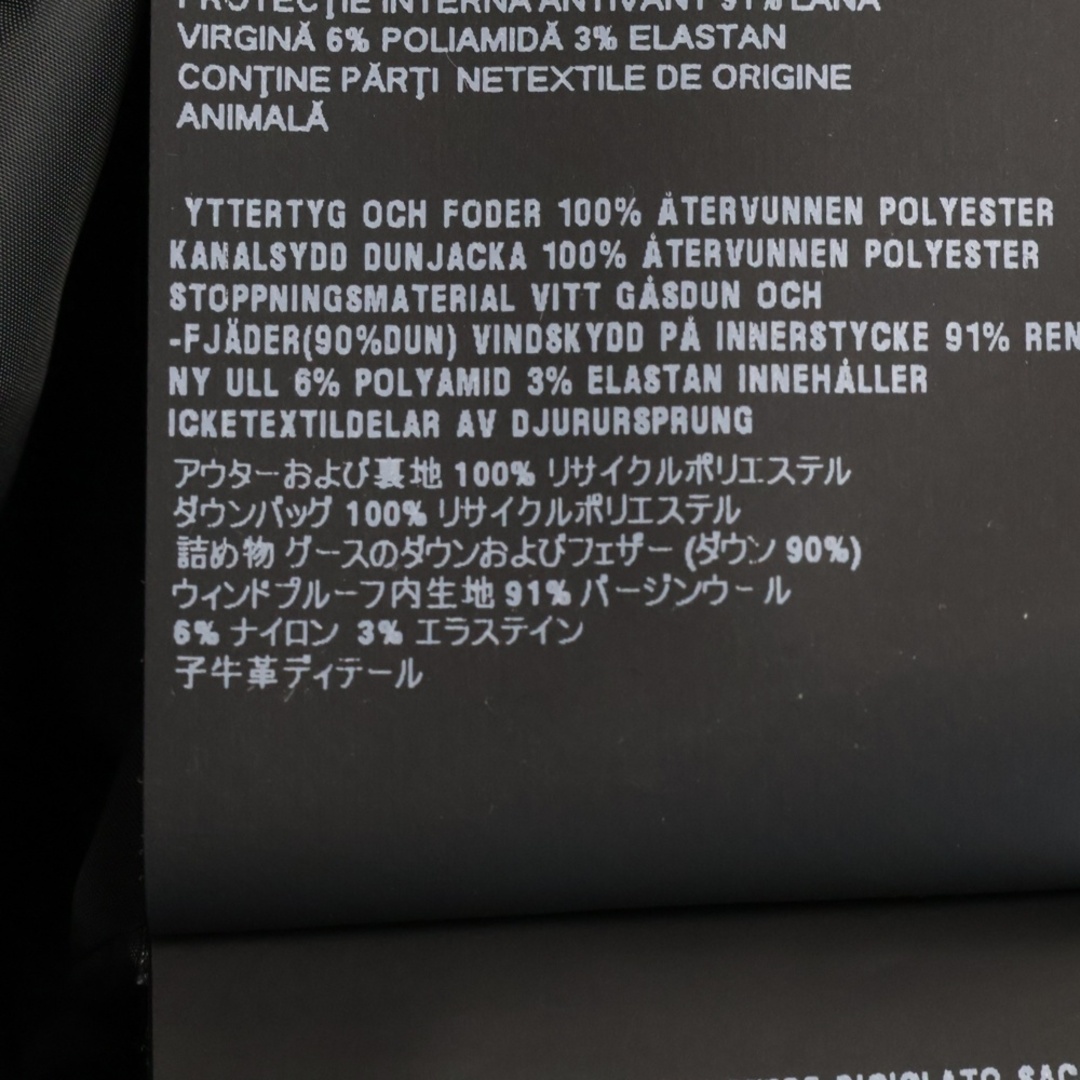 PROTECŢIE INTERNĂ ANTIVÂNT 91% LÂNĂ
VIRGINĂ 6% POLIAMIDĂ 3% ELASTAN
CONŢINE PĂRŢI NETEXTILE DE ORIGINE
ANIMALĂ
YTTERTYG OCH FODER 100% ÅTERVUNNEN POLYESTER
KANALSYDD DUNJACKA 100% ÅTERVUNNEN POLYESTER
STOPPNINGSMATERIAL VITT GÅSDUN OCH
-FJÄDER(90%DUN) VINDSKYDD PÅ INNERSTYCKE 91% REN
NY ULL 6% POLYAMID 3% ELASTAN INNEHÅLLER
ICKETEXTILDELAR AV DJURURSPRUNG
アウターおよび裏地 100% リサイクルポリエステル
ダウンバッグ 100% リサイクルポリエステル
詰め物 グースのダウンおよびフェザー (ダウン 90%)
ウィンドプルーフ内生地 91% バージンウール
6% ナイロン 3% エラステイン
子牛革ディテール
RICICLATO SAC